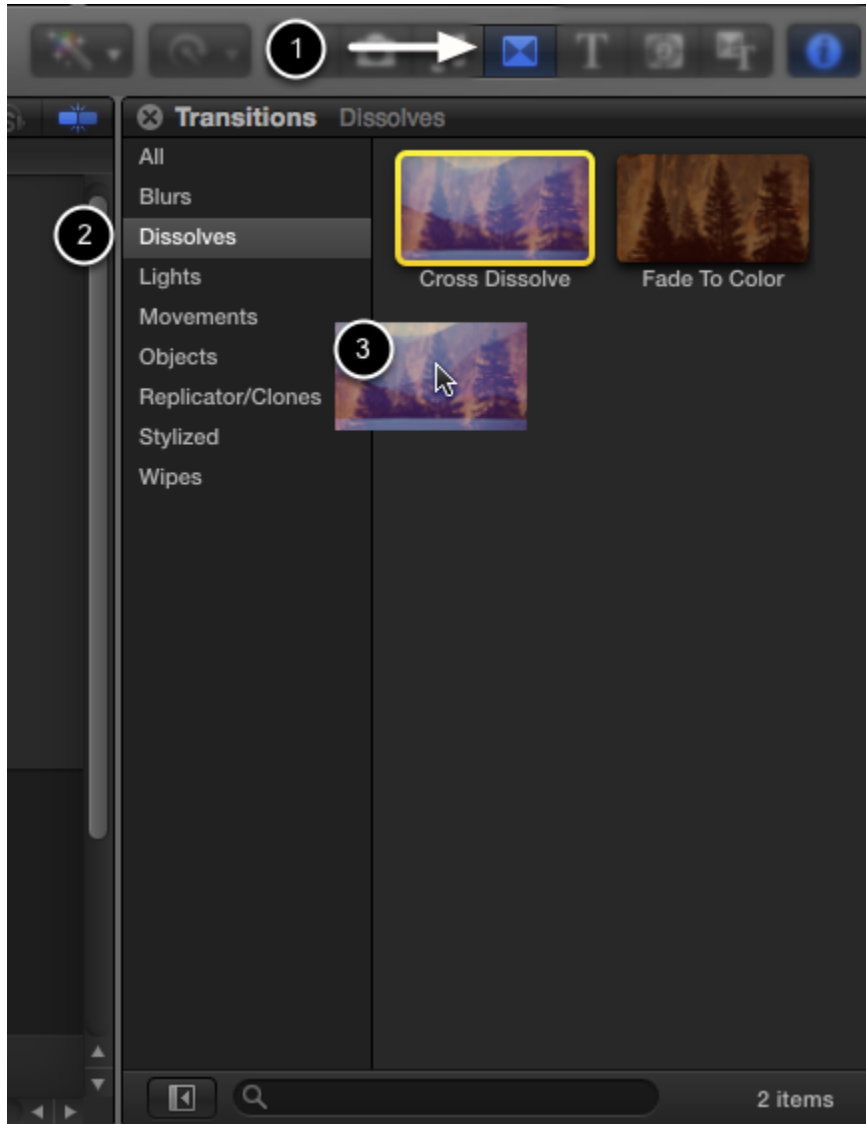 1
T
T
Transitions Dissolves
All
Blurs
2
Dissolves
Lights
Movements
Objects
Replicator/Clones
Stylized
Wipes
Cross Dissolve
Fade To Color
3
2 items